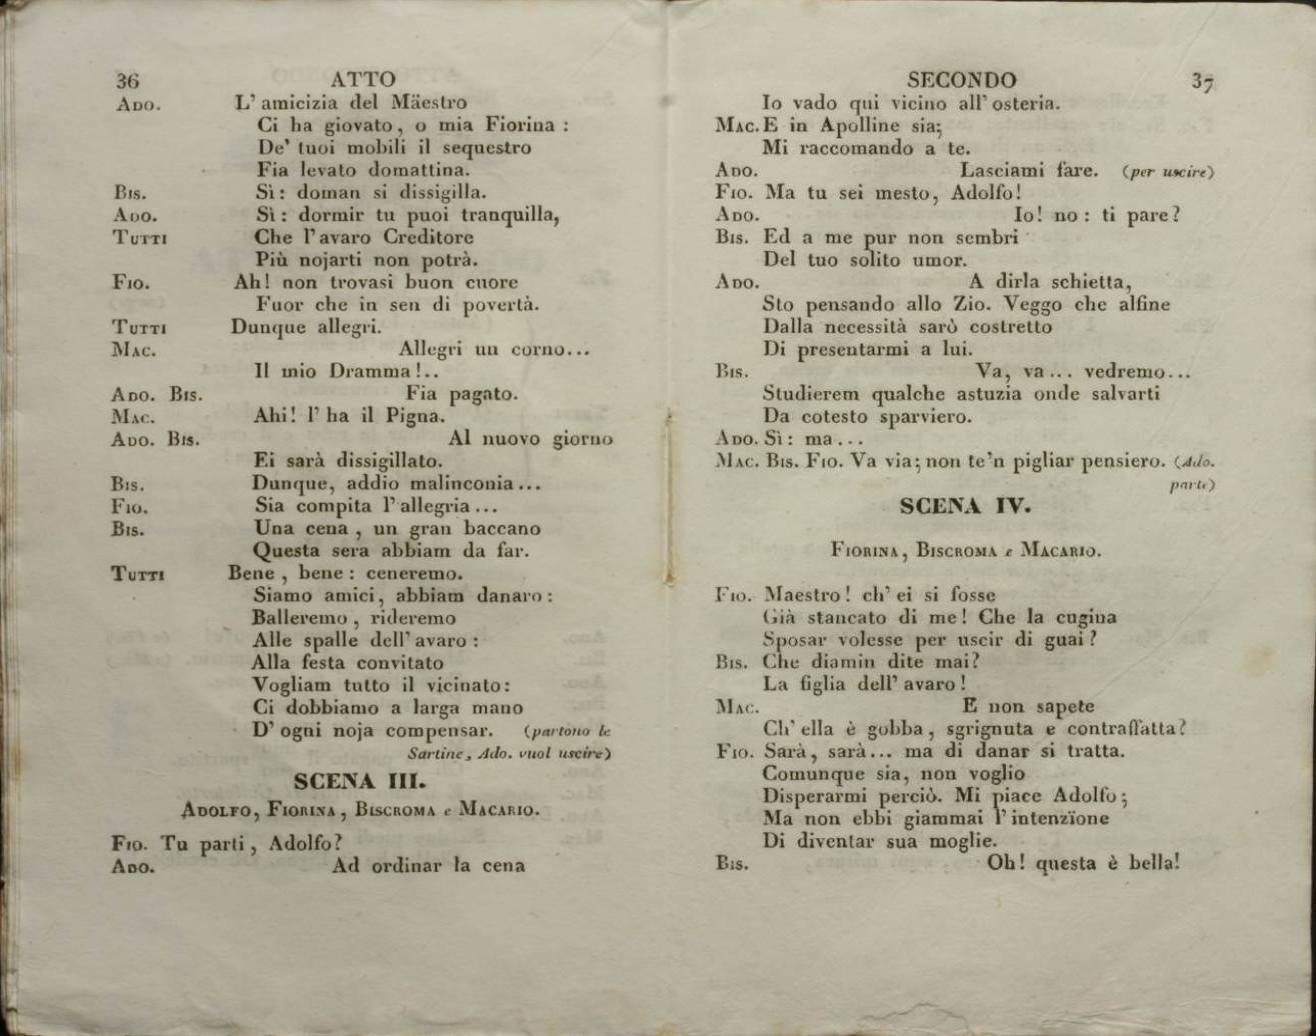 36 ATTO
ADO. L' amicizia del Mäestro
Ci ha giovato, o mia Fiorina :
De' tuoi mobili il sequestro
Fia levato domattina.
BIS. Sì : doman si dissigilla.
ADO. Sì : dormir tu puoi tranquilla,
TUTTI Che l'avaro Creditore
Più nojarti non potrà.
FIO. Ah! non trovasi buon cuore
Fuor che in sen di povertà.
TUTTI Dunque allegri.
MAC. Allegri un corno...
Il mio Dramma!..
ADO. BIS. Fia pagato.
MAC. Ahi! l' ha il Pigna.
ADO. BIS. Al nuovo giorno
Ei sarà dissigillato.
BIS. Dunque, addio malinconia...
FIO. Sia compita l' allegria...
BIS. Una cena, un gran baccano
Questa sera abbiam da far.
TUTTI Bene, bene : ceneremo.
Siamo amici, abbiam danaro :
Balleremo, rideremo
Alle spalle dell' avaro :
Alla festa convitato
Vogliam tutto il vicinato :
Ci dobbiamo a larga mano
D' ogni noja compensar. (partono le
Sartine, Ado. vuol uscire)
SCENA III.
ADOLFO, FIORINA, BISCROMA e MACARIO.
FIO. Tu parti, Adolfo?
ADO. Ad ordinar la cena
SECONDO 37
Io vado qui vicino all' osteria.
MAC. E in Apolline sia;
Mi raccomando a te.
ADO. Lasciami fare. (per uscire)
FIO. Ma tu sei mesto, Adolfo!
ADO. Io! no : ti pare?
BIS. Ed a me pur non sembri
Del tuo solito umor.
ADO. A dirla schietta,
Sto pensando allo Zio. Veggo che alfine
Dalla necessità sarò costretto
Di presentarmi a lui.
BIS. Va, va... vedremo...
Studierem qualche astuzia onde salvarti
Da cotesto sparviero.
ADO. Sì : ma...
MAC. BIS. FIO. Va via; non te'n pigliar pensiero. (Ado.
parte)
SCENA IV.
FIORINA, BISCROMA e MACARIO.
FIO. Maestro! ch' ei si fosse
Già stancato di me! Che la cugina
Sposar volesse per uscir di guai?
BIS. Che diamin dite mai?
La figlia dell' avaro!
MAC. E non sapete
Ch' ella è gobba, sgrignuta e contraffatta?
FIO. Sarà, sarà... ma di danar si tratta.
Comunque sia, non voglio
Disperarmi perciò. Mi piace Adolfo;
Ma non ebbi giammai l' intenzïone
Di diventar sua moglie.
BIS. Oh! questa è bella!